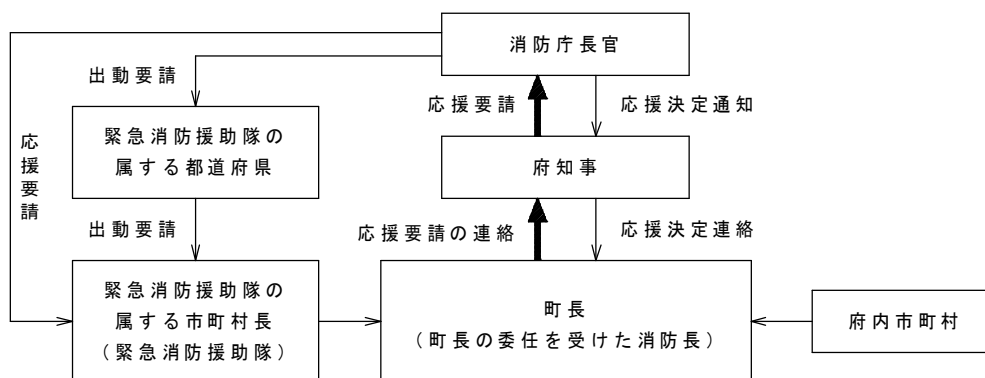 消防庁長官
出動要請
応援要請
応援決定通知
緊急消防援助隊の
属する都道府県
府知事
応援要請
出動要請
応援要請の連絡
応援決定連絡
緊急消防援助隊の
属する市町村長
（緊急消防援助隊）
町長
（町長の委任を受けた消防長）
府内市町村